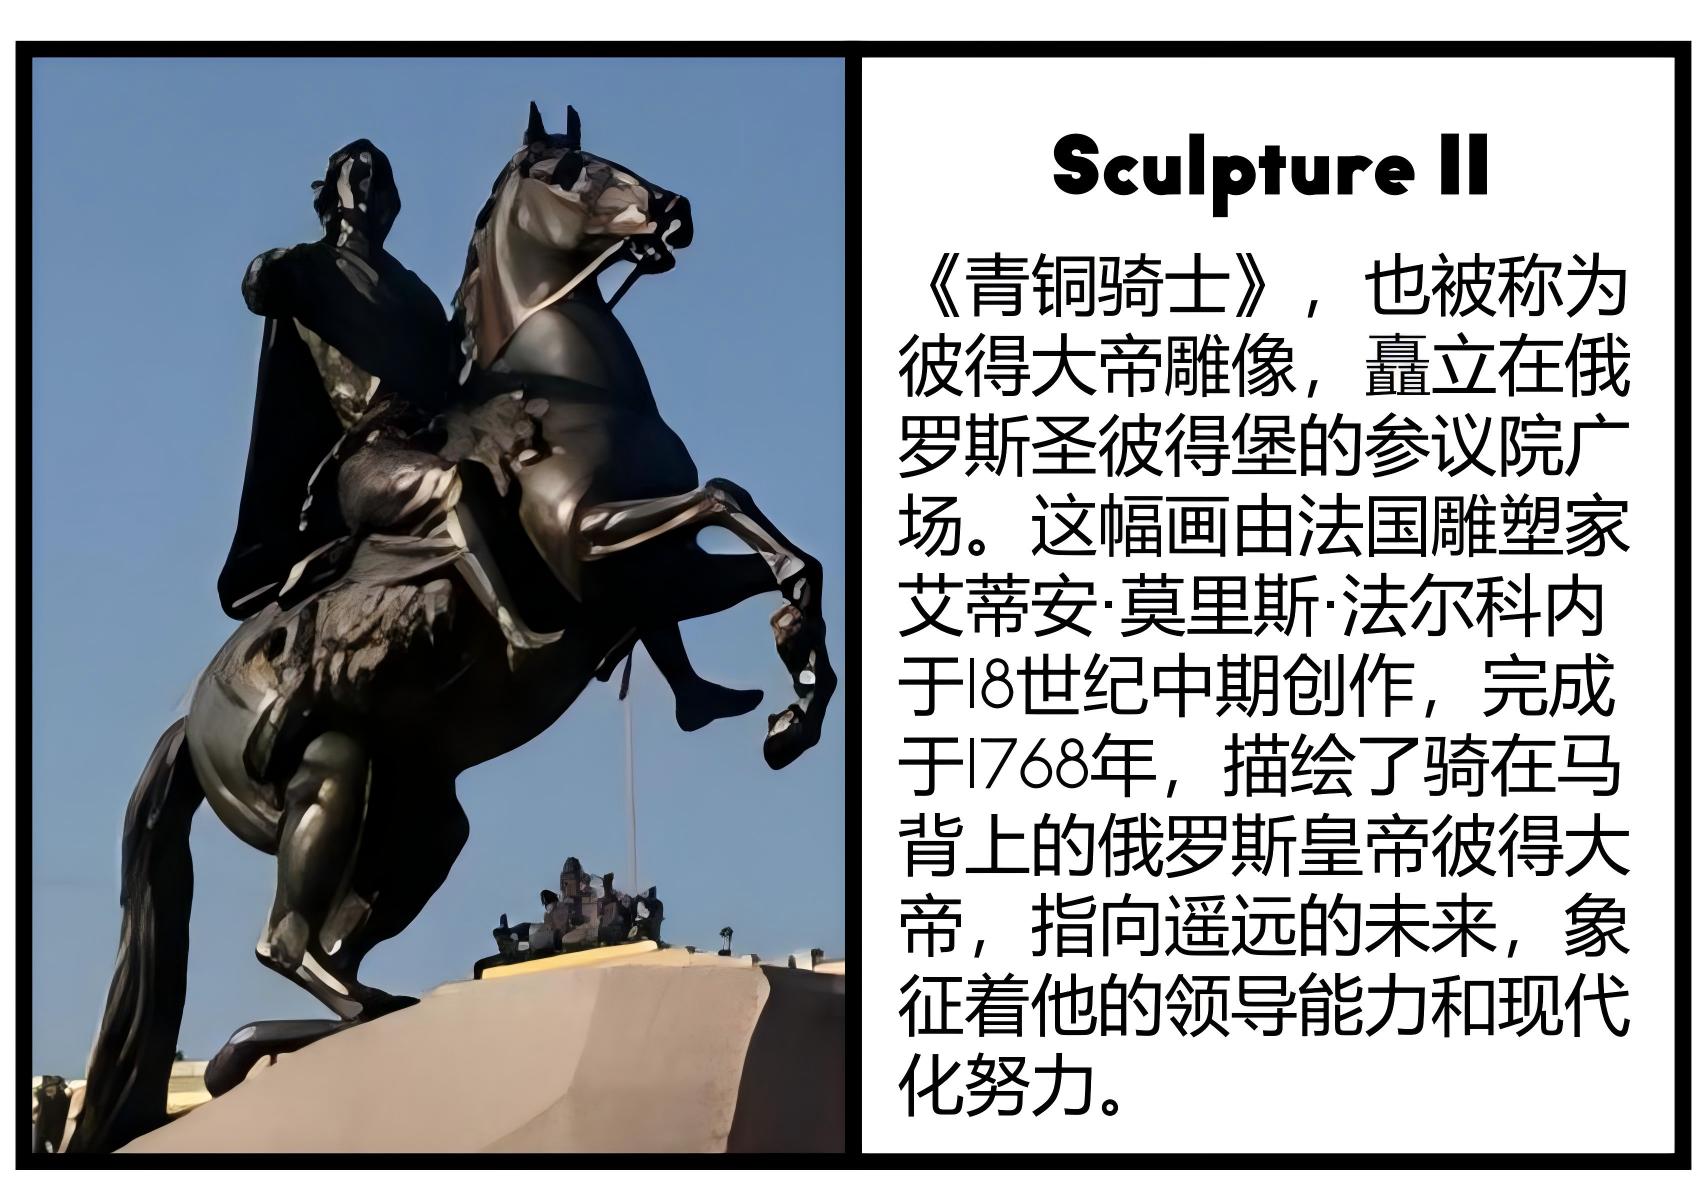 Sculpture II
《青铜骑士》，也被称为
彼得大帝雕像，矗立在俄
罗斯圣彼得堡的参议院广
场。这幅画由法国雕塑家
艾蒂安·莫里斯·法尔科内
于18世纪中期创作，完成
于1768年，描绘了骑在马
背上的俄罗斯皇帝彼得大
帝，指向遥远的未来，象
征着他的领导能力和现代
化努力。